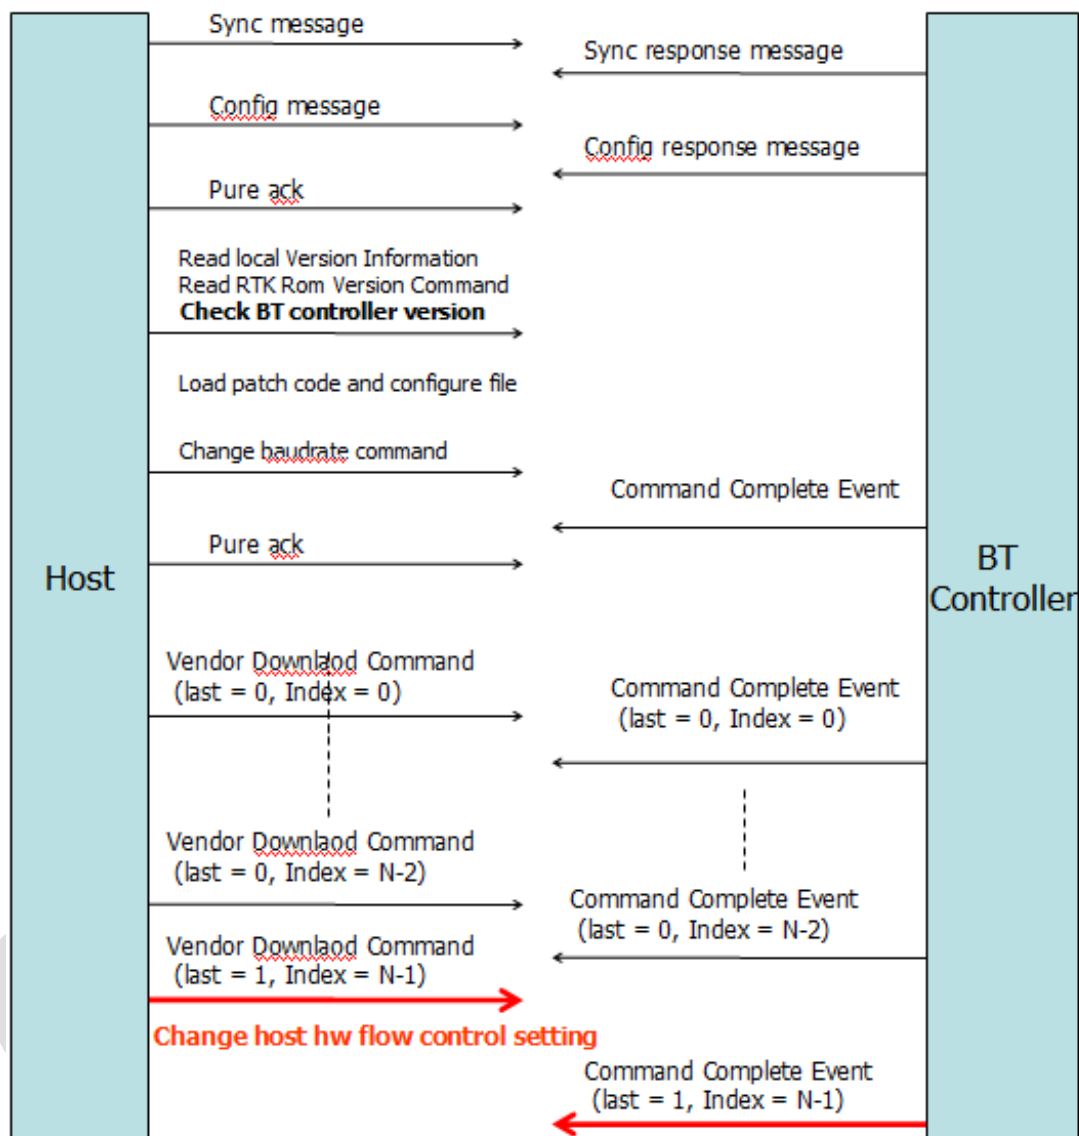 Sync message
Sync response message
Config message
Config response message
Pure ack
Read local Version Information
Read RTK Rom Version Command
Check BT controller version
Load patch code and configure file
Change baudrate command
Command Complete Event
Pure ack
Host
BT
Controller
Vendor Downlaod Command
(last = 0, Index = 0)
Command Complete Event
(last = 0, Index = 0)
Vendor Downlaod Command
(last = 0, Index = N-2)
Command Complete Event
(last = 0, Index = N-2)
Vendor Downlaod Command
(last = 1, Index = N-1)
Change host hw flow control setting
Command Complete Event
(last = 1, Index = N-1)